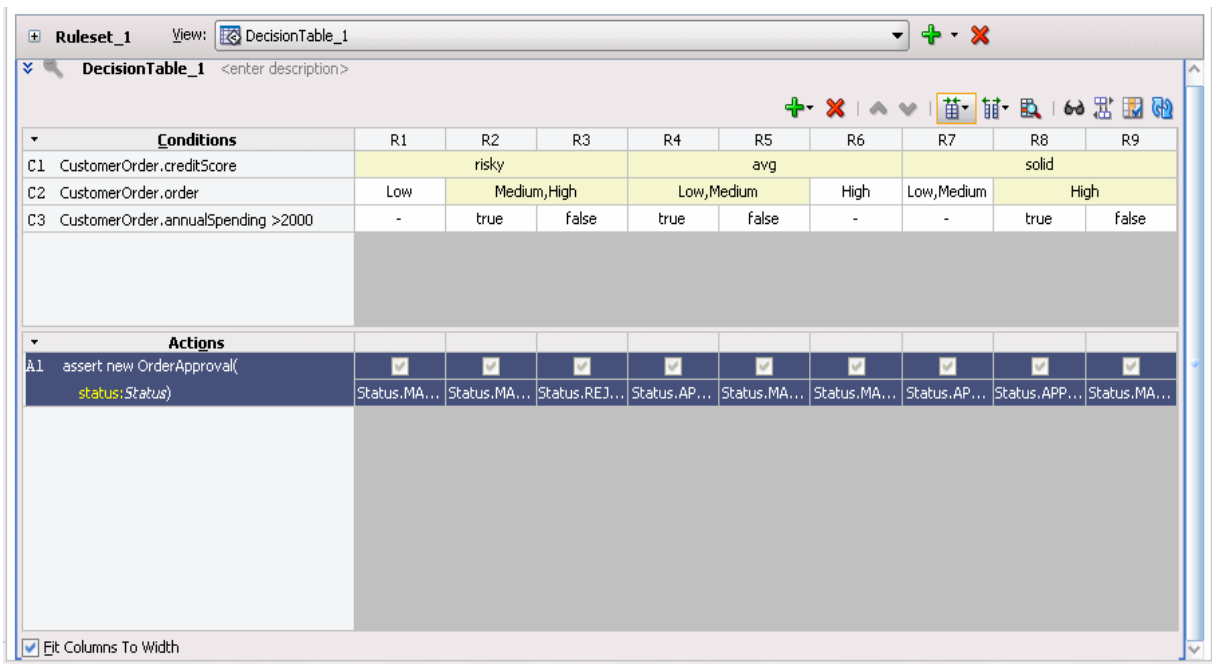 Ruleset_1 View: DecisionTable_1
DecisionTable_1 <enter description>
Conditions R1 R2 R3 R4 R5 R6 R7 R8 R9
C1 CustomerOrder.creditScore risky avg solid
C2 CustomerOrder.order Low Medium,High Low,Medium High Low,Medium High
C3 CustomerOrder.annualSpending >2000 - true false true false - - true false
Actions
A1 assert new OrderApproval(
status:Status) Status.MA... Status.MA... Status.REJ... Status.AP... Status.MA... Status.MA... Status.AP... Status.APP... Status.MA...
Fit Columns To Width